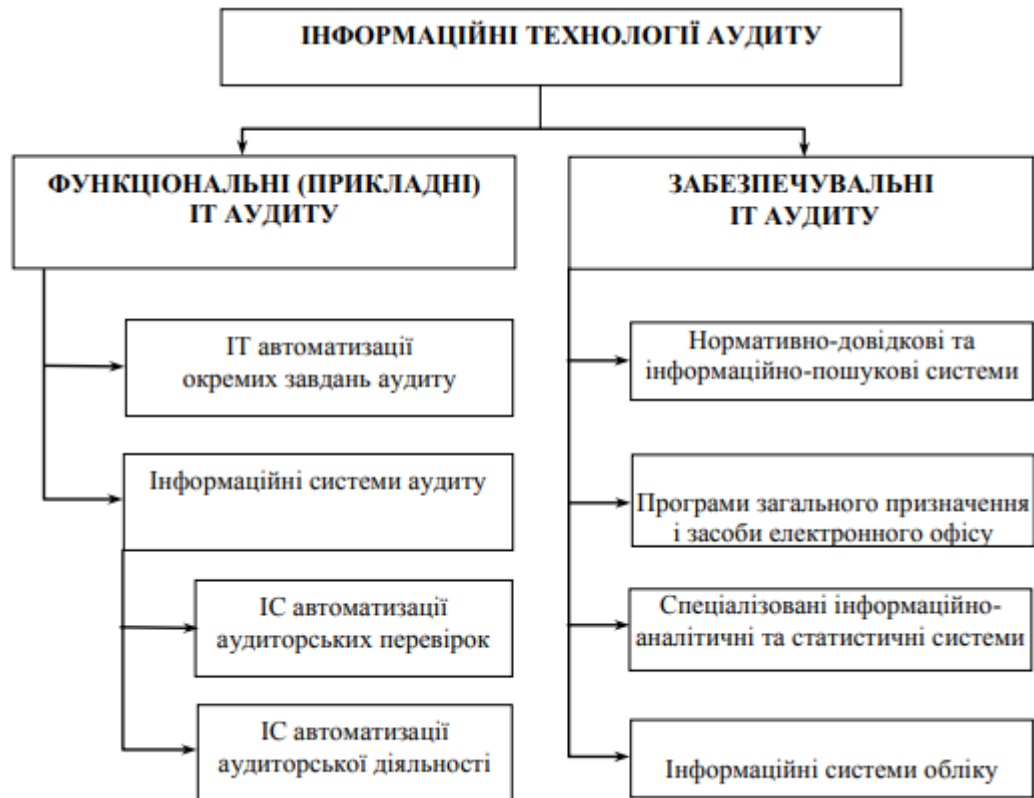 ІНФОРМАЦІЙНІ ТЕХНОЛОГІЇ АУДИТУ
ФУНКЦІОНАЛЬНІ (ПРИКЛАДНІ)
ІТ АУДИТУ
ІТ автоматизації
окремих завдань аудиту
Інформаційні системи аудиту
ІС автоматизації
аудиторських перевірок
ІС автоматизації
аудиторської діяльності
ЗАБЕЗПЕЧУВАЛЬНІ
ІТ АУДИТУ
Нормативно-довідкові та
інформаційно-пошукові системи
Програми загального призначення
і засоби електронного офісу
Спеціалізовані інформаційно-
аналітичні та статистичні системи
Інформаційні системи обліку